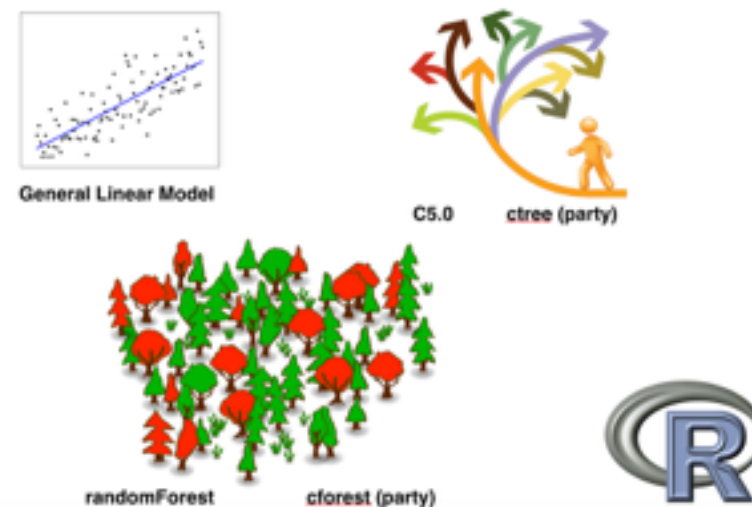 General Linear Model
C5.0 ctree (party)
randomForest cforest (party)
R